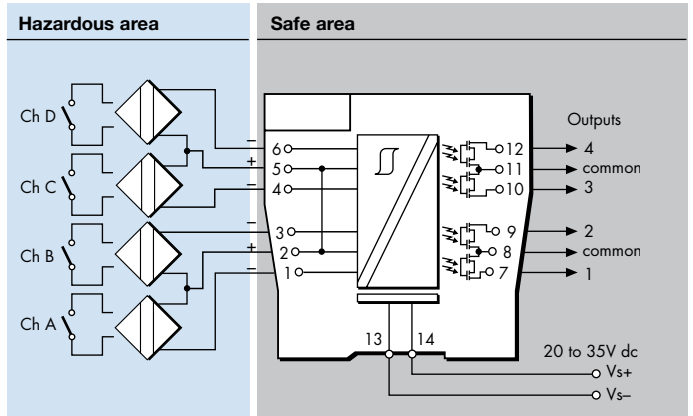 Hazardous area
Safe area
Ch D
Ch C
Ch B
Ch A
−
+
−
−
+
−
6
5
4
3
2
1
12
11
10
9
8
7
Outputs
4
common
3
2
common
1
13
14
20 to 35V dc
Vs+
Vs–